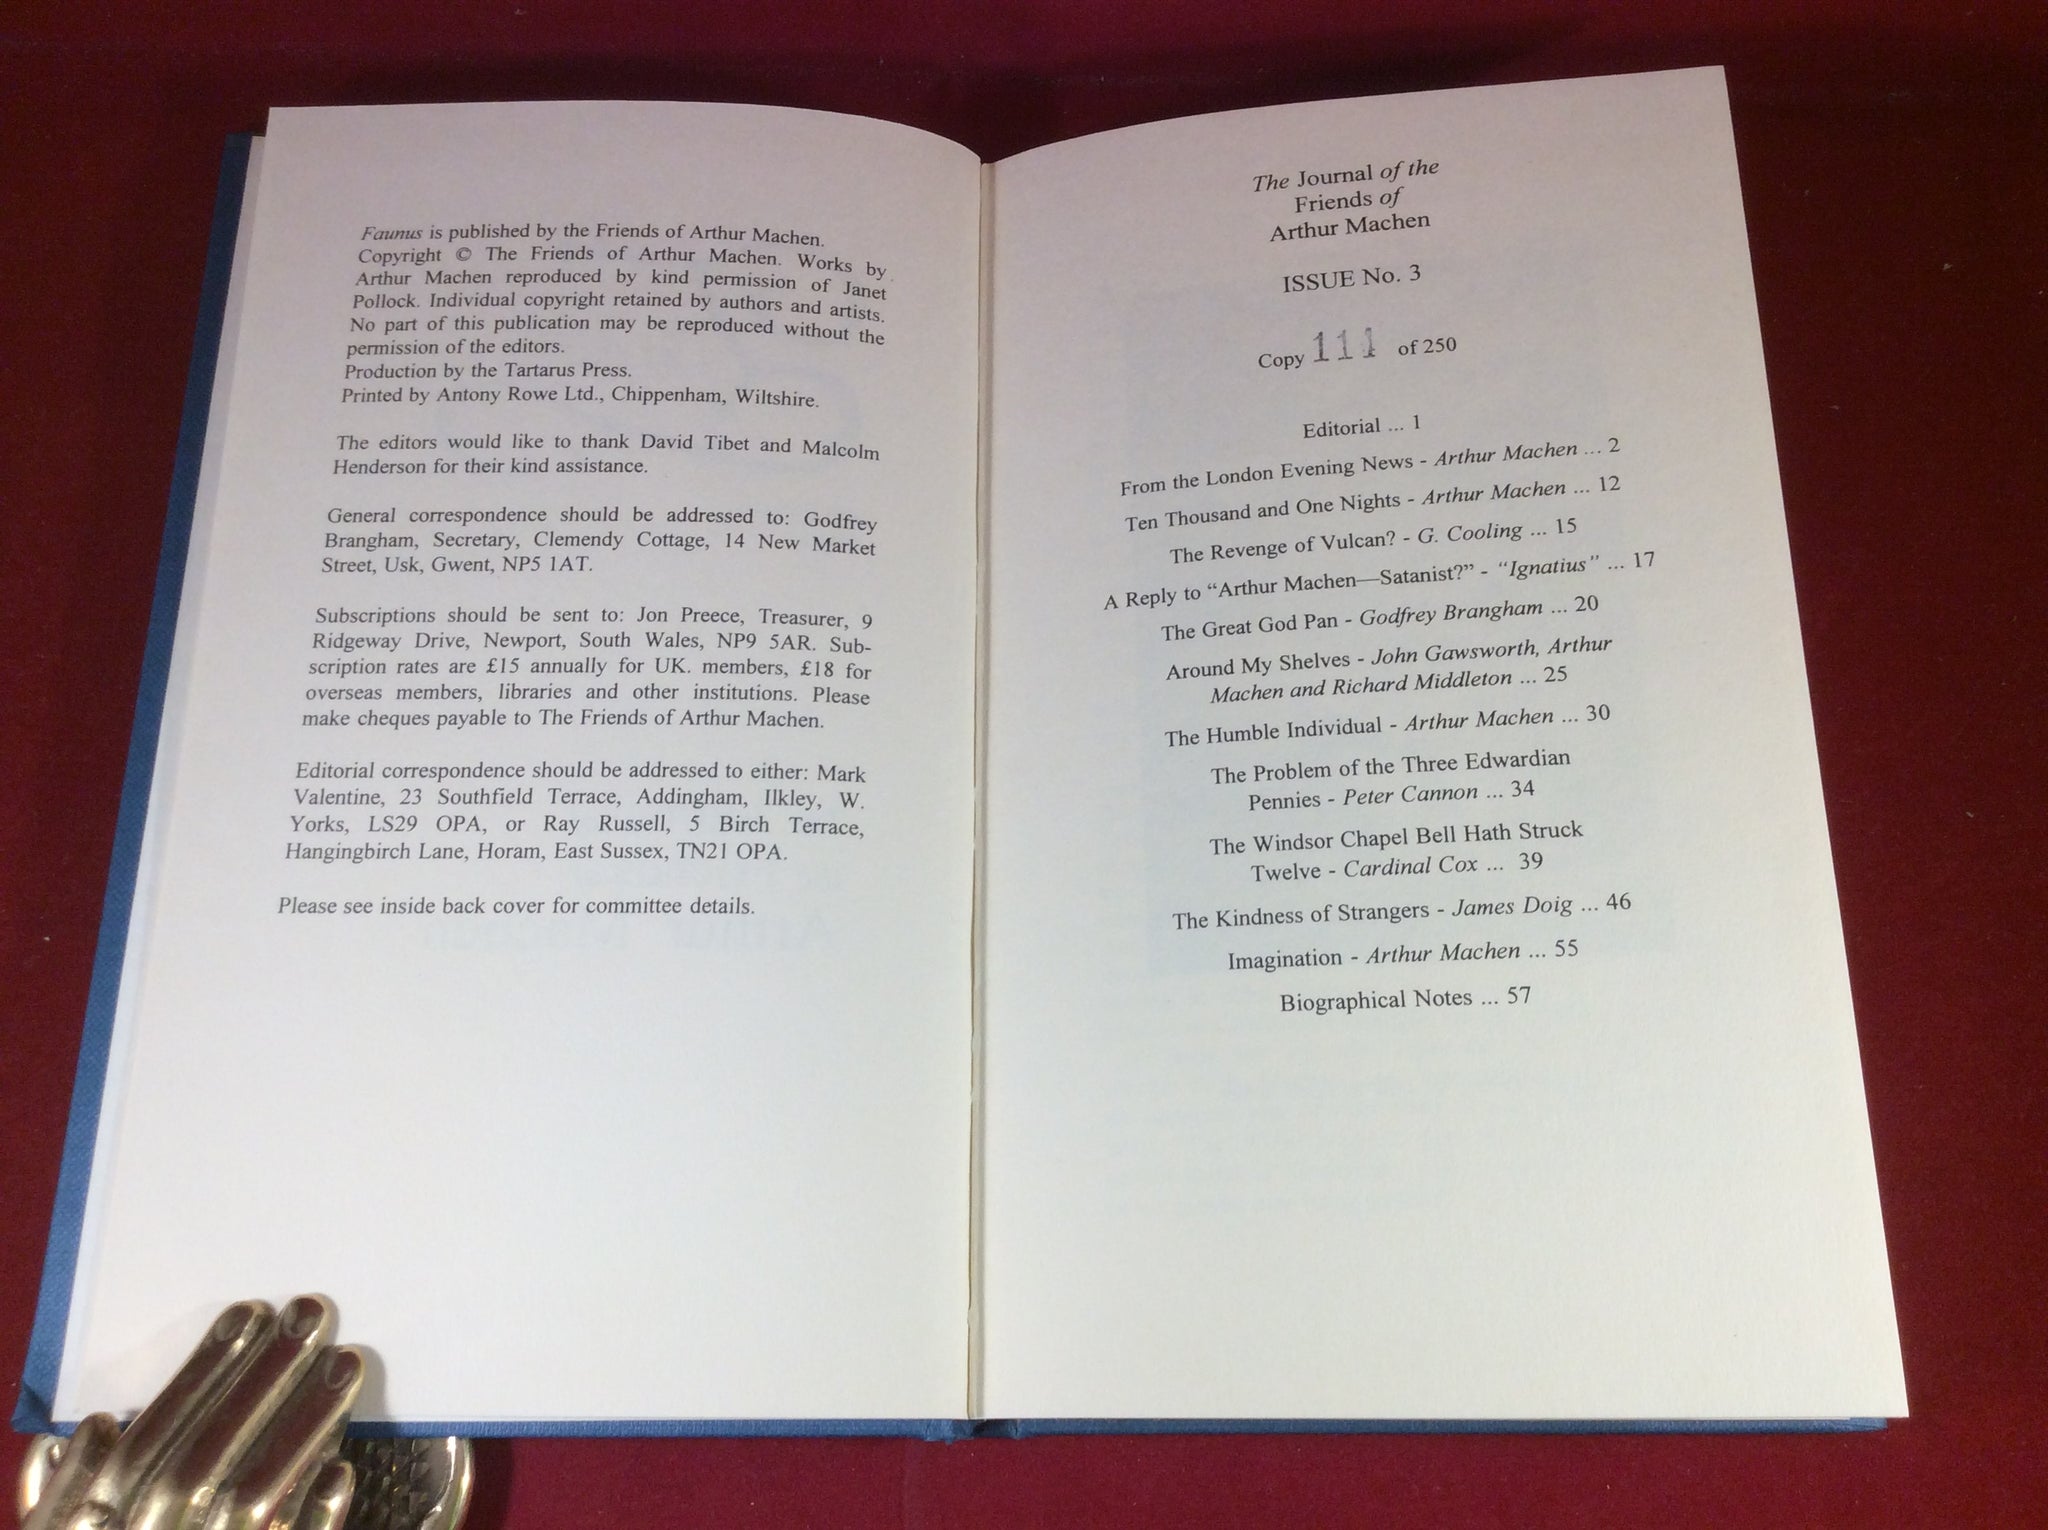 Faunus is published by the Friends of Arthur Machen.
Copyright © The Friends of Arthur Machen. Works by
Arthur Machen reproduced by kind permission of Janet
Pollock. Individual copyright retained by authors and artists.
No part of this publication may be reproduced without the
permission of the editors.
Production by the Tartarus Press.
Printed by Antony Rowe Ltd., Chippenham, Wiltshire.
The editors would like to thank David Tibet and Malcolm
Henderson for their kind assistance.
General correspondence should be addressed to: Godfrey
Brangham, Secretary, Clemendy Cottage, 14 New Market
Street, Usk, Gwent, NP5 1AT.
Subscriptions should be sent to: Jon Preece, Treasurer, 9
Ridgeway Drive, Newport, South Wales, NP9 5AR. Sub-
scription rates are £15 annually for UK. members, £18 for
overseas members, libraries and other institutions. Please
make cheques payable to The Friends of Arthur Machen.
Editorial correspondence should be addressed to either: Mark
Valentine, 23 Southfield Terrace, Addingham, Ilkley, W.
Yorks, LS29 OPA, or Ray Russell, 5 Birch Terrace,
Hangingbirch Lane, Horam, East Sussex, TN21 OPA.
Please see inside back cover for committee details.
The Journal of the
Friends of
Arthur Machen
ISSUE No. 3
Copy 111 of 250
Editorial ... 1
From the London Evening News - Arthur Machen ... 2
Ten Thousand and One Nights - Arthur Machen ... 12
The Revenge of Vulcan? - G. Cooling ... 15
A Reply to “Arthur Machen—Satanist?” - “Ignatius” ... 17
The Great God Pan - Godfrey Brangham ... 20
Around My Shelves - John Gawsworth, Arthur
Machen and Richard Middleton ... 25
The Humble Individual - Arthur Machen ... 30
The Problem of the Three Edwardian
Pennies - Peter Cannon ... 34
The Windsor Chapel Bell Hath Struck
Twelve - Cardinal Cox ... 39
The Kindness of Strangers - James Doig ... 46
Imagination - Arthur Machen ... 55
Biographical Notes ... 57